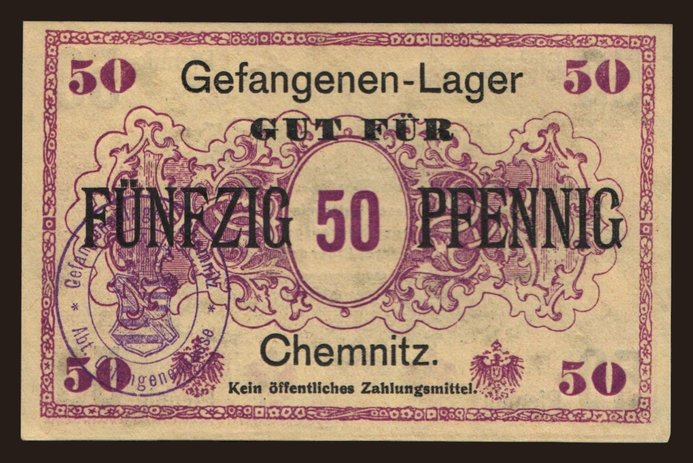 50 Gefangenen-Lager 50
GUT FÜR
FÜNFZIG 50 PFENNIG
Chemnitz.
50 Kein öffentliches Zahlungsmittel. 50